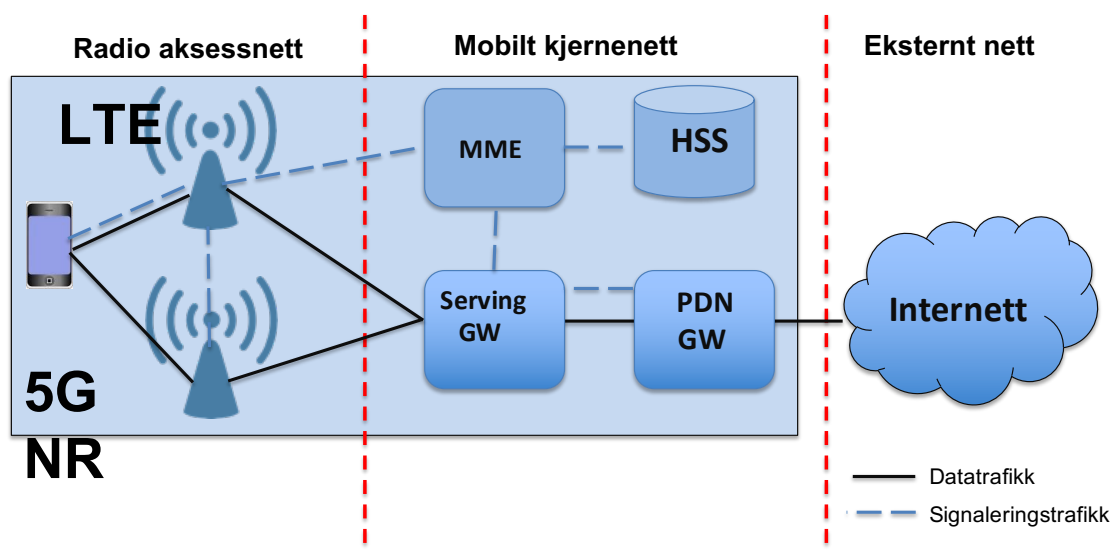 Radio aksessnett
Mobilt kjernenett
Eksternt nett
LTE
MME
HSS
Serving
GW
PDN
GW
Internett
5G
NR
Datatrafikk
Signaleringstrafikk